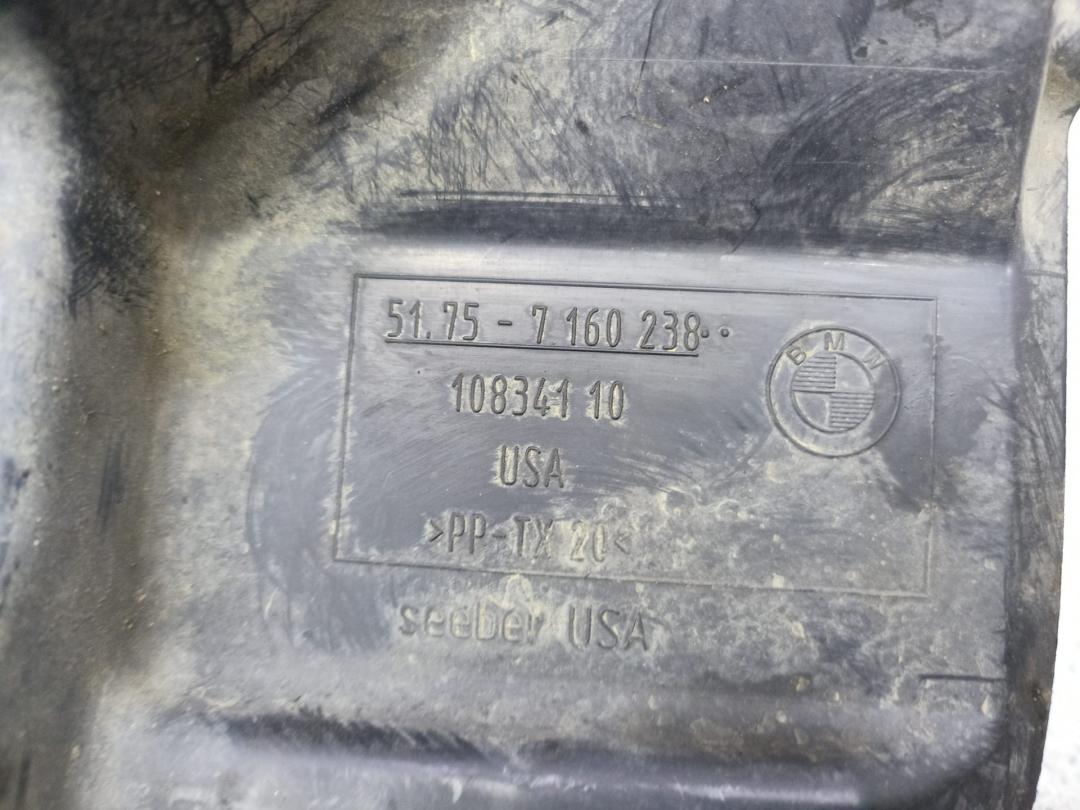 51.75 - 7 160 238..
BMW
108341 10
USA
>PP-TX 20<
seeber USA